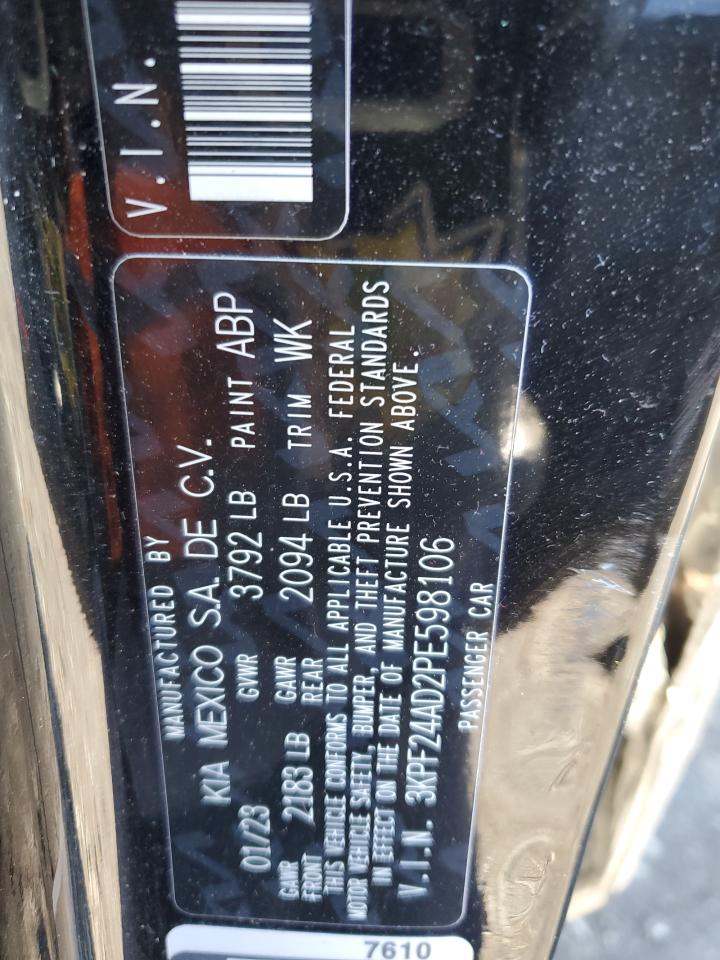 V.I.N.
MANUFACTURED BY
KIA MEXICO S.A. DE C.V.
01/23 GVWR 3792 LB PAINT ABP
GAWR FRONT 2183 LB GAWR REAR 2094 LB TRIM WK
THIS VEHICLE CONFORMS TO ALL APPLICABLE U.S.A. FEDERAL
MOTOR VEHICLE SAFETY, BUMPER, AND THEFT PREVENTION STANDARDS
IN EFFECT ON THE DATE OF MANUFACTURE SHOWN ABOVE.
V.I.N. 3KPF24AD2PE598106
PASSENGER CAR
7610